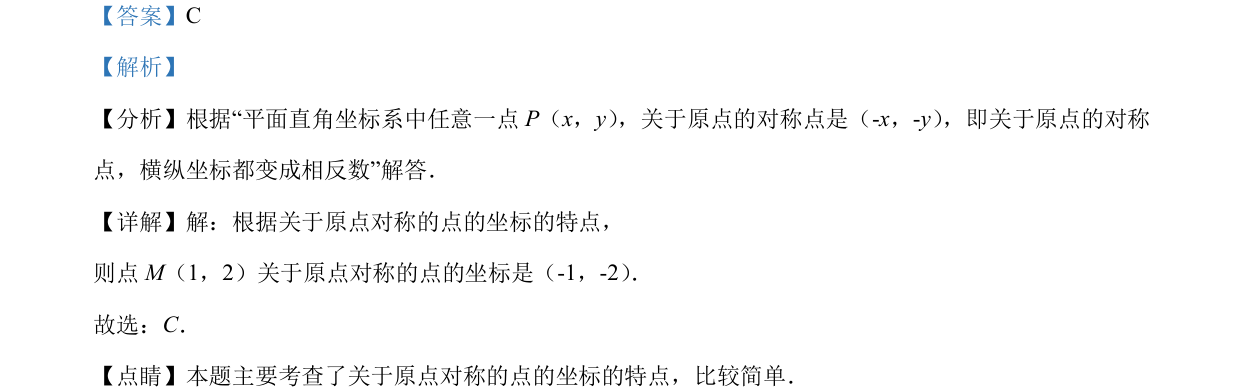 【答案】C
【解析】
【分析】根据“平面直角坐标系中任意一点 P（x，y），关于原点的对称点是（-x，-y），即关于原点的对称
点，横纵坐标都变成相反数”解答．
【详解】解：根据关于原点对称的点的坐标的特点，
则点 M（1，2）关于原点对称的点的坐标是（-1，-2）．
故选：C．
【点睛】本题主要考查了关于原点对称的点的坐标的特点，比较简单．